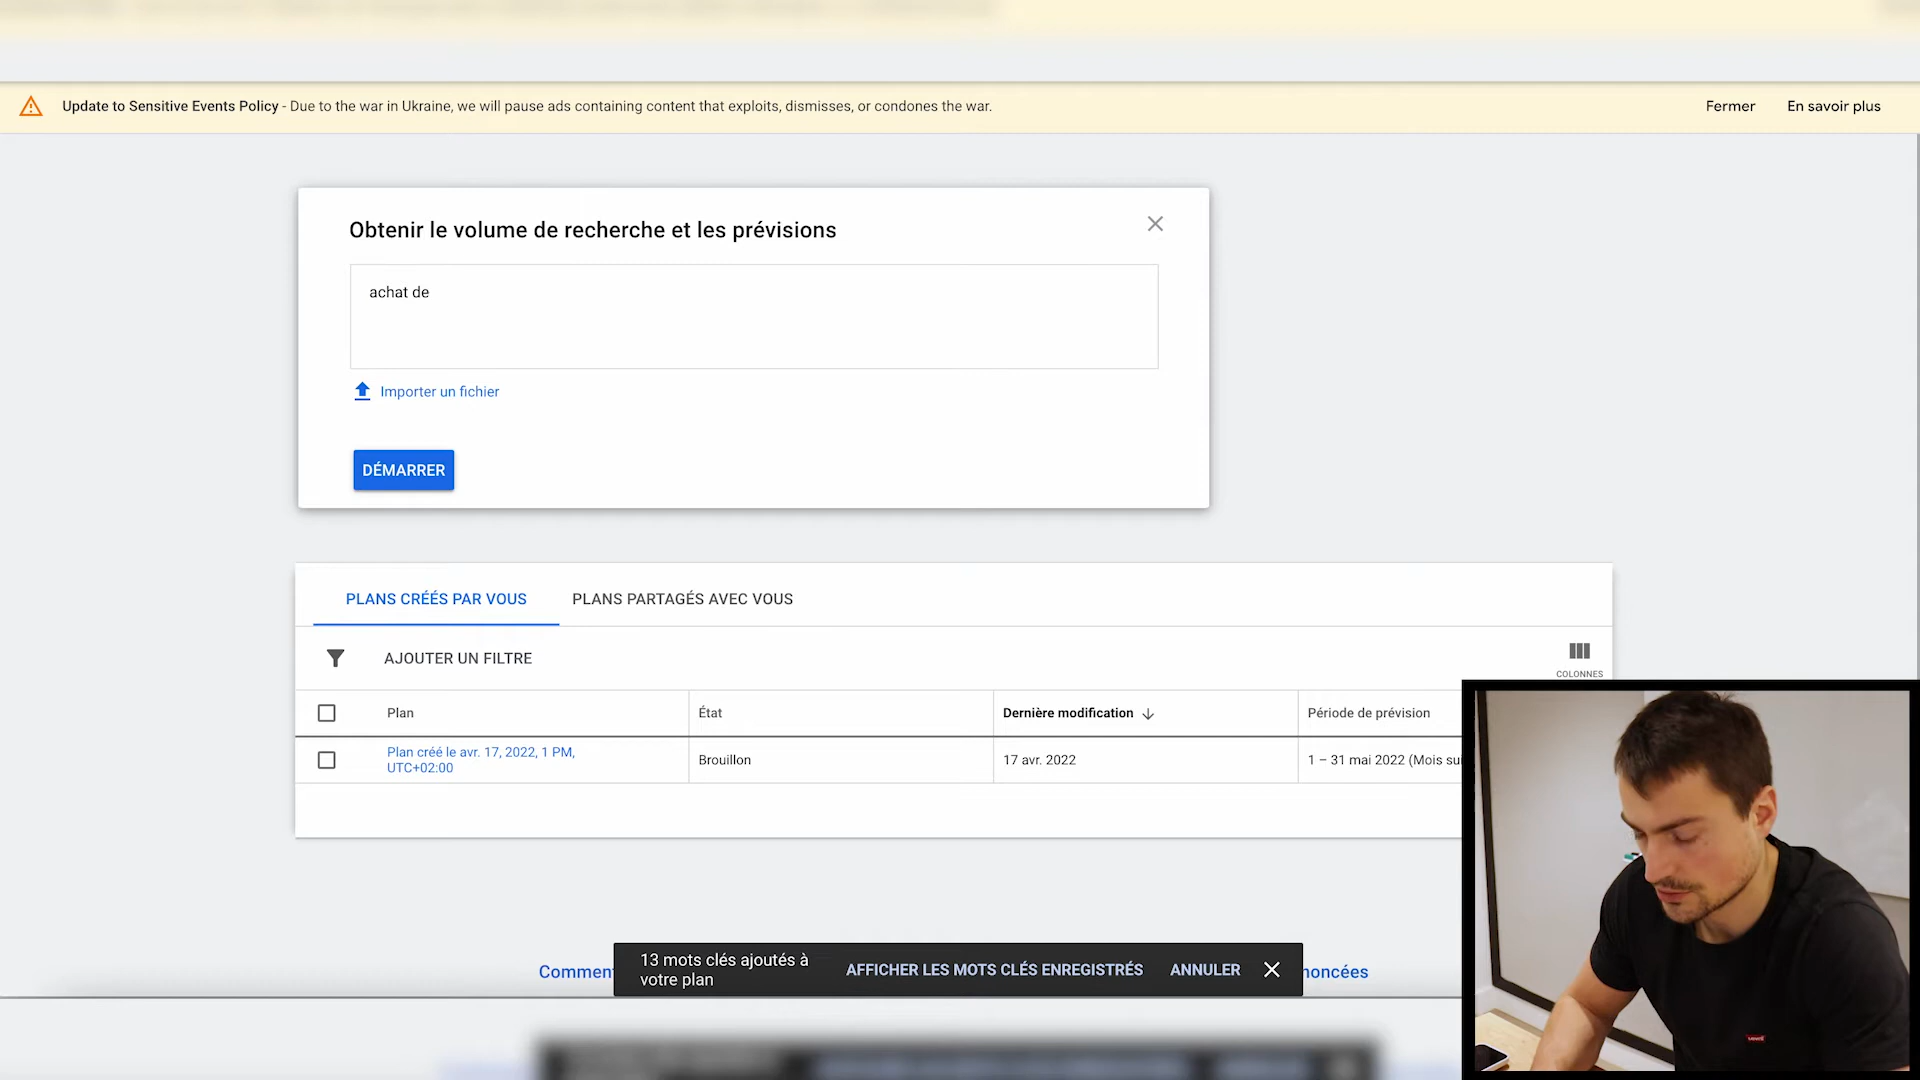 Update to Sensitive Events Policy - Due to the war in Ukraine, we will pause ads containing content that exploits, dismisses, or condones the war.
Fermer
En savoir plus
Obtenir le volume de recherche et les prévisions
achat de
Importer un fichier
DÉMARRER
PLANS CRÉÉS PAR VOUS
PLANS PARTAGÉS AVEC VOUS
AJOUTER UN FILTRE
COLONNES
Plan
État
Dernière modification
Période de prévision
Plan créé le avr. 17, 2022, 1 PM,
UTC+02:00
Brouillon
17 avr. 2022
1 – 31 mai 2022 (Mois su
Commen
13 mots clés ajoutés à
votre plan
AFFICHER LES MOTS CLÉS ENREGISTRÉS
ANNULER
noncées